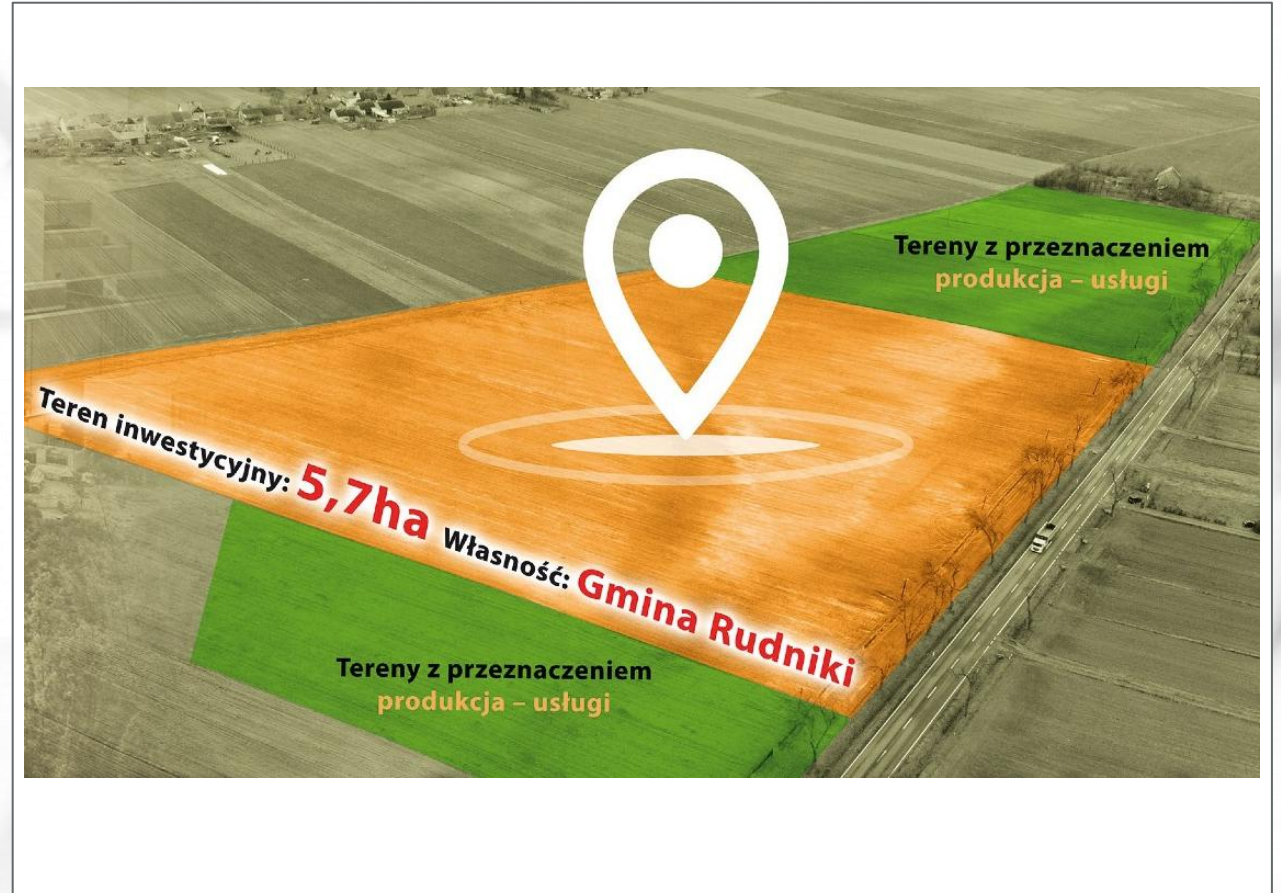 Tereny z przeznaczeniem
produkcja – usługi
Teren inwestycyjny: 5,7ha Własność: Gmina Rudniki
Tereny z przeznaczeniem
produkcja – usługi